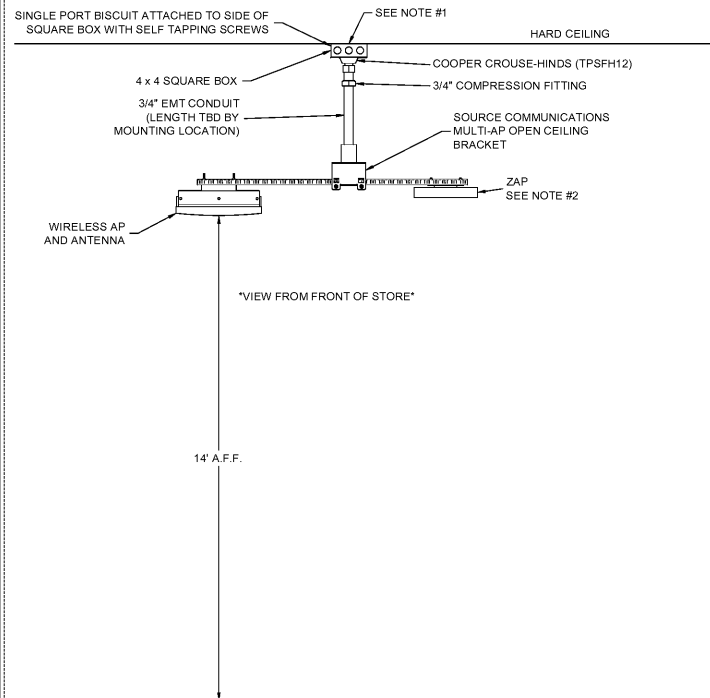 SINGLE PORT BISCUIT ATTACHED TO SIDE OF
SQUARE BOX WITH SELF TAPPING SCREWS
SEE NOTE #1
HARD CEILING
4 x 4 SQUARE BOX
COOPER CROUSE-HINDS (TPSFH12)
3/4" COMPRESSION FITTING
3/4" EMT CONDUIT
(LENGTH TBD BY
MOUNTING LOCATION)
SOURCE COMMUNICATIONS
MULTI-AP OPEN CEILING
BRACKET
ZAP
SEE NOTE #2
WIRELESS AP
AND ANTENNA
*VIEW FROM FRONT OF STORE*
14' A.F.F.